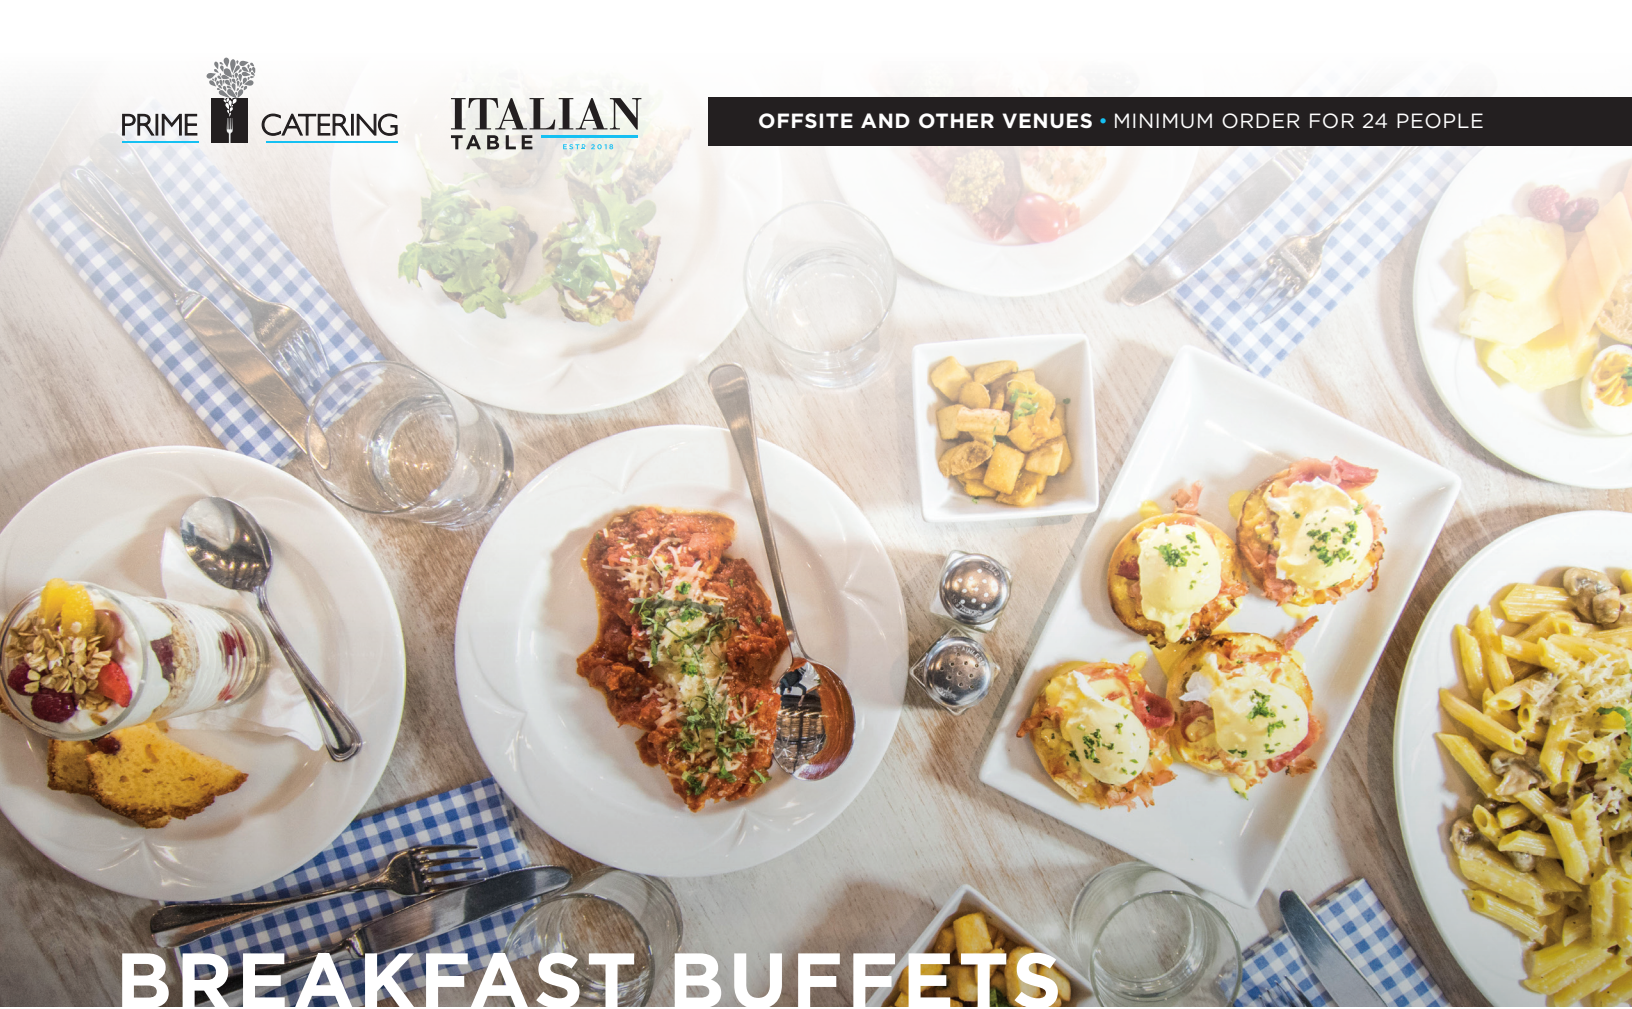 PRIME CATERING
ITALIAN
TABLE
ESTD 2018
OFFSITE AND OTHER VENUES • MINIMUM ORDER FOR 24 PEOPLE
BREAKFAST BUFFETS